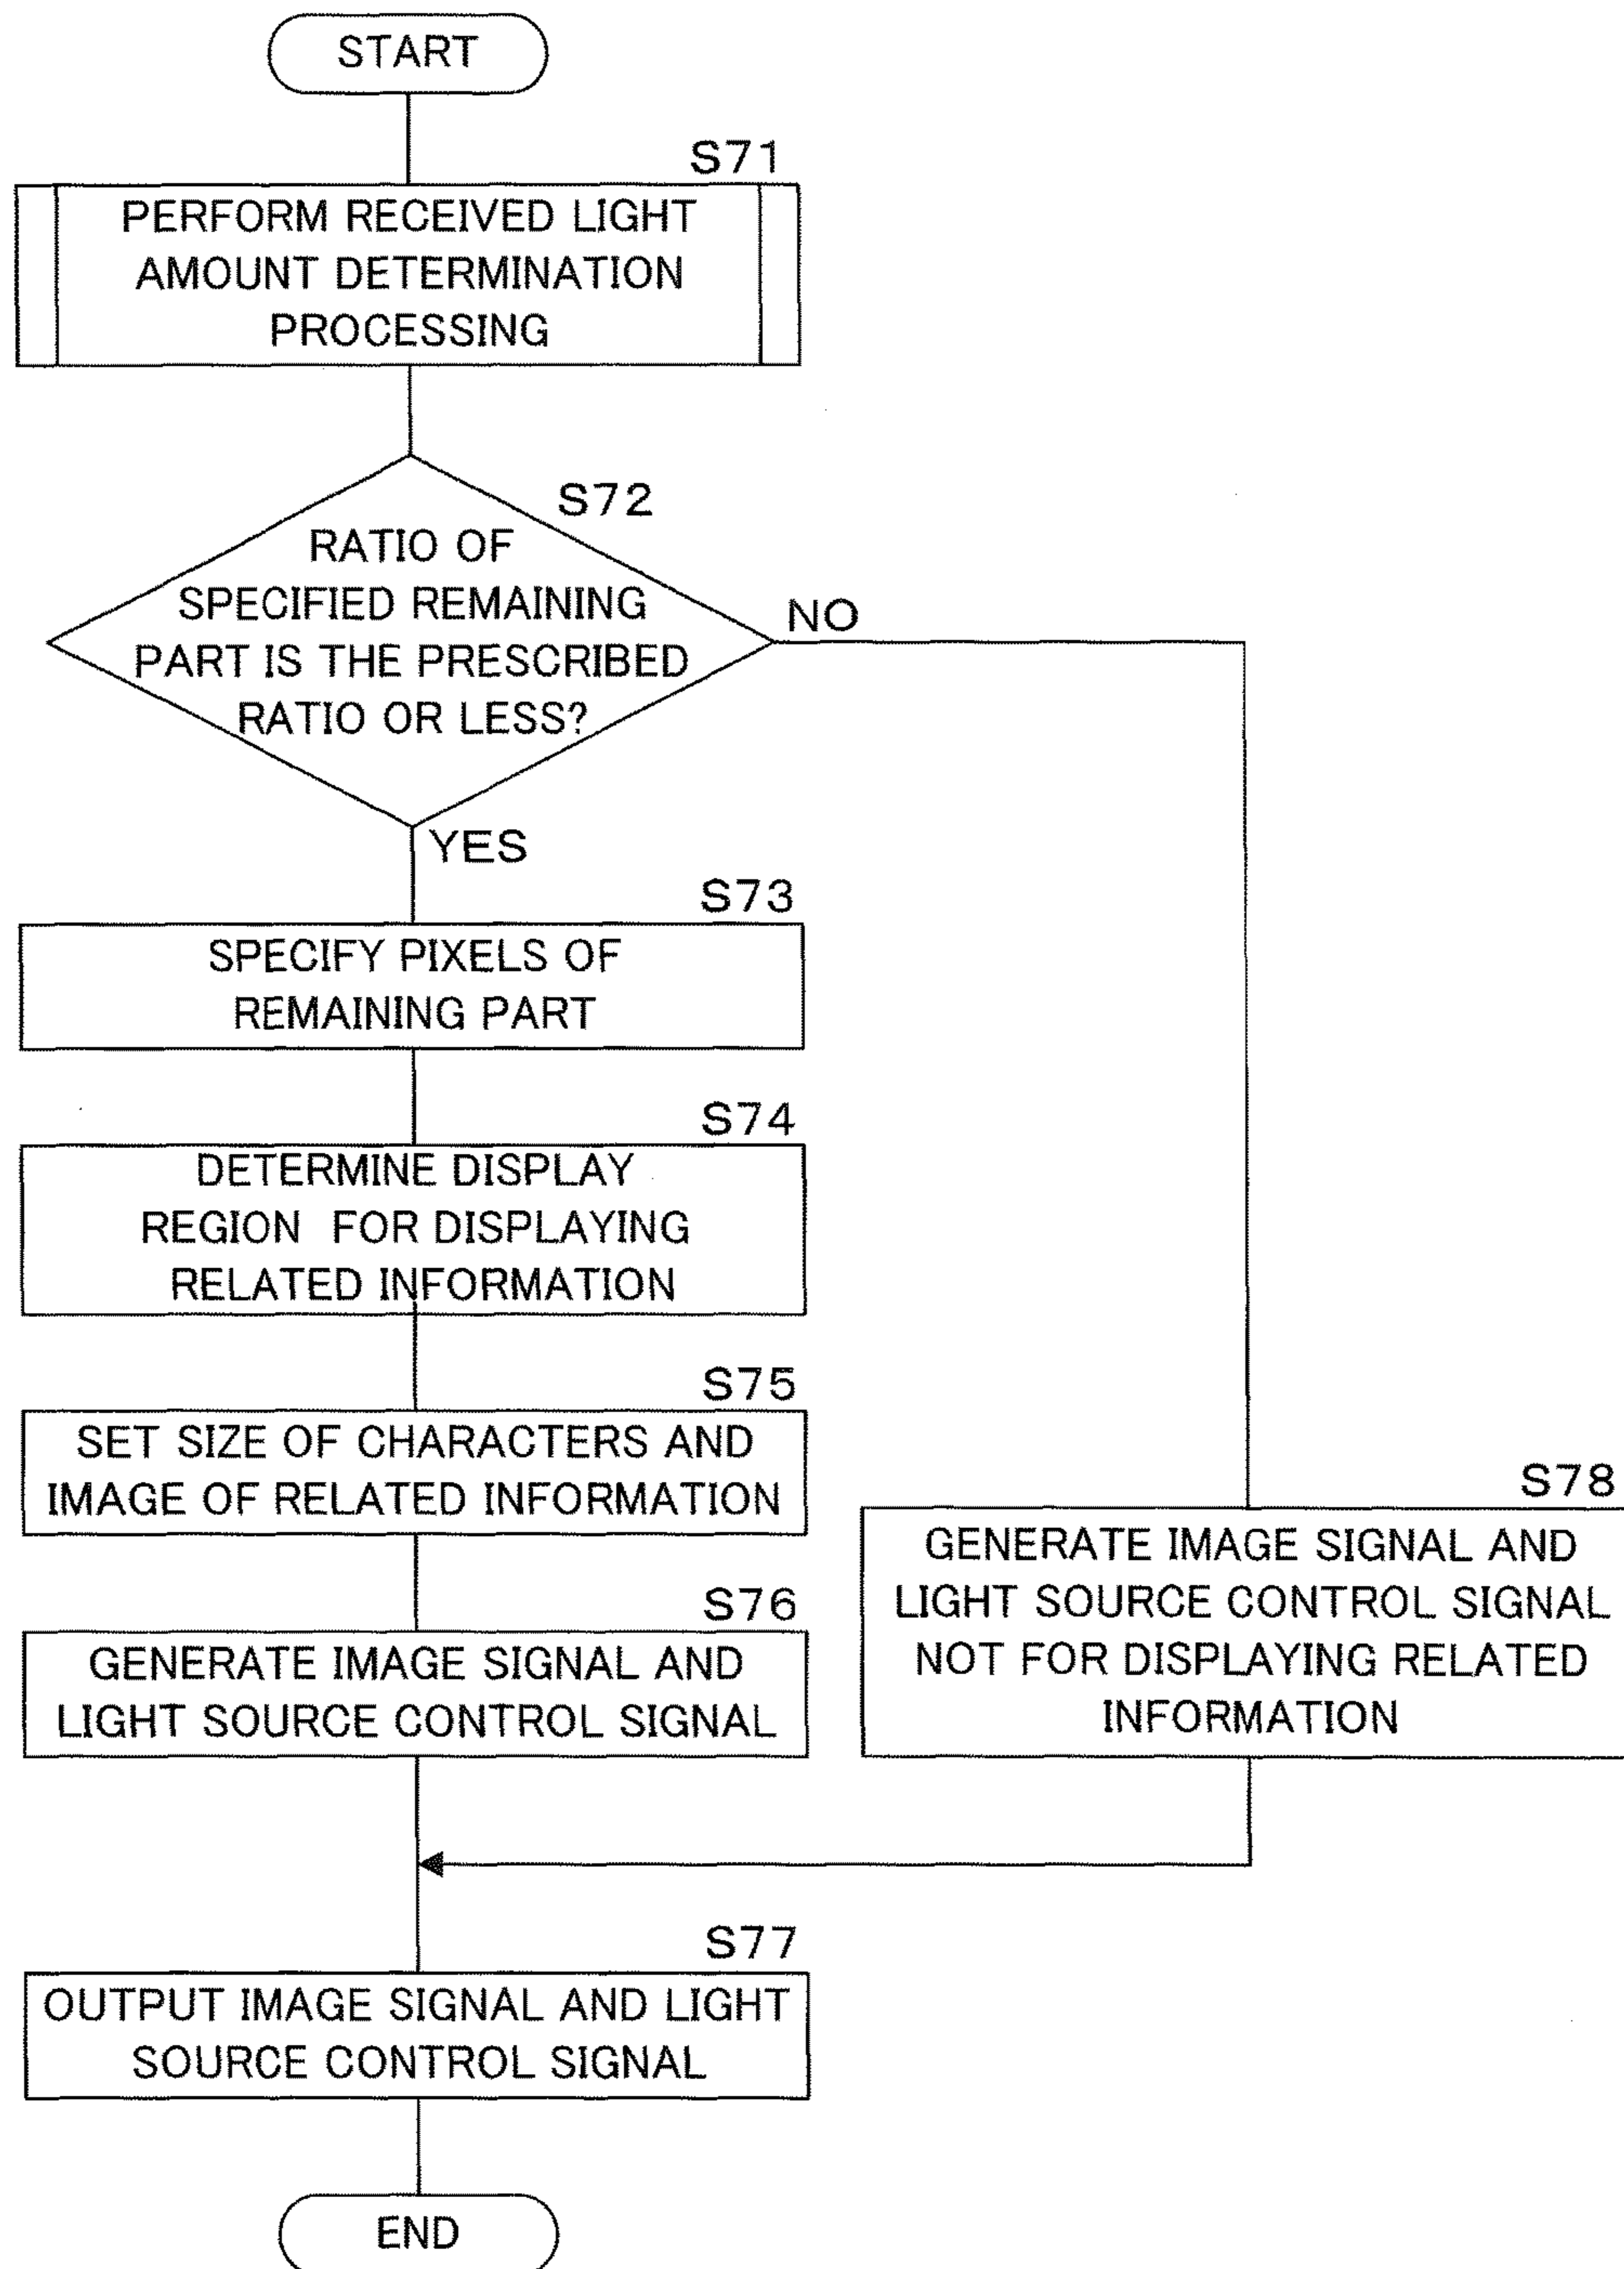 START
S71
PERFORM RECEIVED LIGHT
AMOUNT DETERMINATION
PROCESSING
S72
RATIO OF
SPECIFIED REMAINING
PART IS THE PRESCRIBED
RATIO OR LESS?
NO
YES
S73
SPECIFY PIXELS OF
REMAINING PART
S74
DETERMINE DISPLAY
REGION FOR DISPLAYING
RELATED INFORMATION
S75
SET SIZE OF CHARACTERS AND
IMAGE OF RELATED INFORMATION
S76
GENERATE IMAGE SIGNAL AND
LIGHT SOURCE CONTROL SIGNAL
S78
GENERATE IMAGE SIGNAL AND
LIGHT SOURCE CONTROL SIGNAL
NOT FOR DISPLAYING RELATED
INFORMATION
S77
OUTPUT IMAGE SIGNAL AND LIGHT
SOURCE CONTROL SIGNAL
END